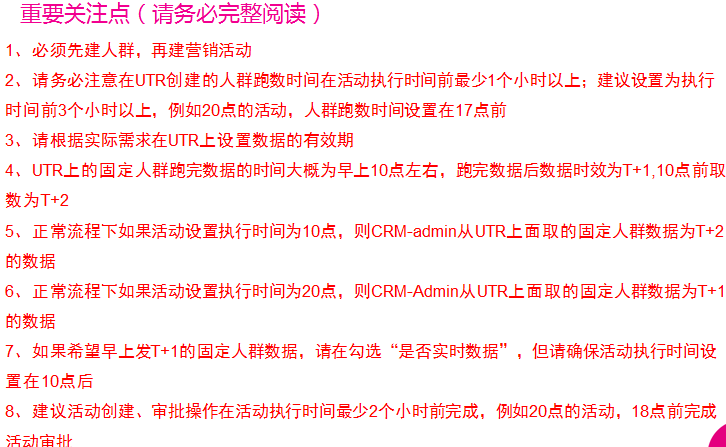 重要关注点（请务必完整阅读）
1、必须先建人群，再建营销活动
2、请务必注意在UTR创建的人群跑数时间在活动执行时间前最少1个小时以上；建议设置为执行
时间前3个小时以上，例如20点的活动，人群跑数时间设置在17点前
3、请根据实际需求在UTR上设置数据的有效期
4、UTR上的固定人群跑完数据的时间大概为早上10点左右，跑完数据后数据时效为T+1,10点前取
数为T+2
5、正常流程下如果活动设置执行时间为10点，则CRM-admin从UTR上面取的固定人群数据为T+2
的数据
6、正常流程下如果活动设置执行时间为20点，则CRM-Admin从UTR上面取的固定人群数据为T+1
的数据
7、如果希望早上发T+1的固定人群数据，请在勾选“是否实时数据”，但请确保活动执行时间设
置在10点后
8、建议活动创建、审批操作在活动执行时间最少2个小时前完成，例如20点的活动，18点前完成
活动审批